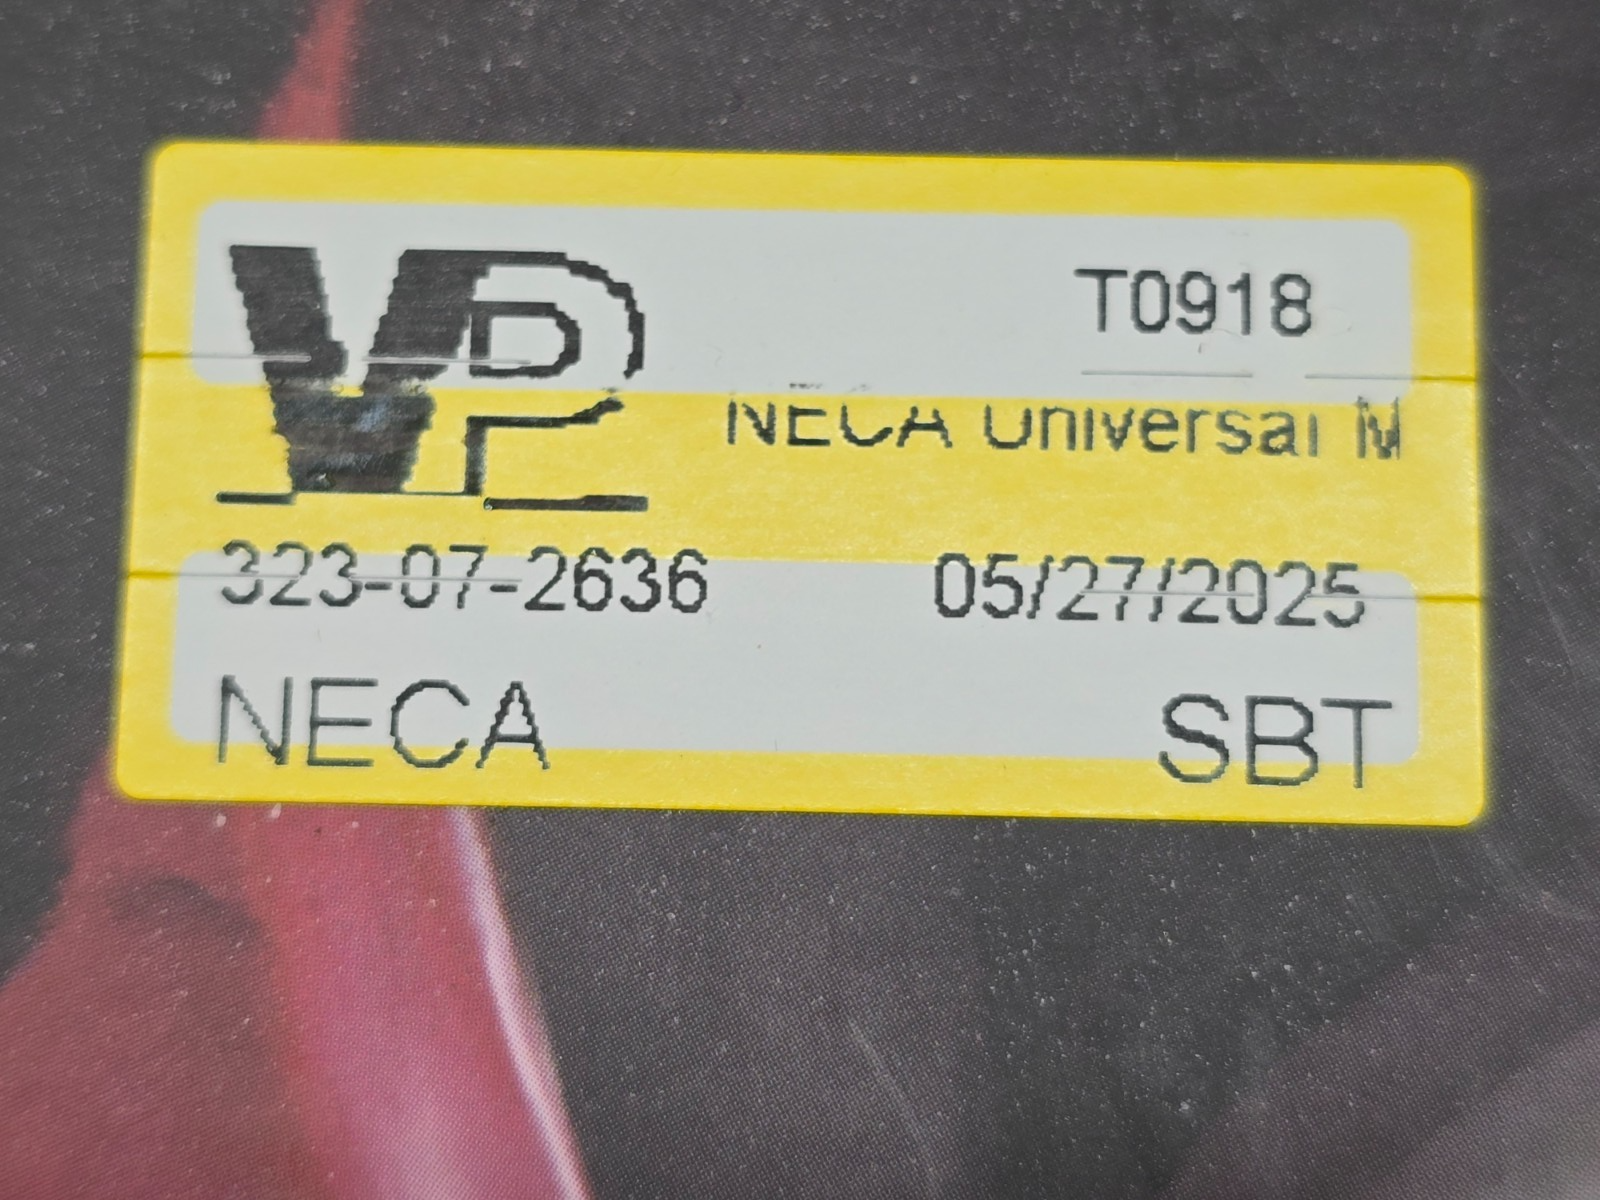 VP
T0918
NECA Universal M
323-07-2636 05/27/2025
NECA SBT